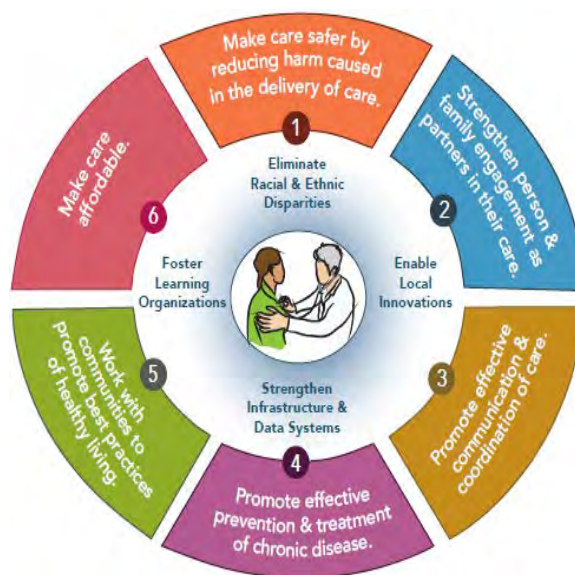 Make care safer by
reducing harm caused
in the delivery of care.
1
Strengthen person &
family engagement as
partners in their care.
2
Promote effective
communication &
coordination of care.
3
Promote effective
prevention & treatment
of chronic disease.
4
Work with
communities to
promote best practices
of healthy living.
5
Make care
affordable.
6
Eliminate
Racial & Ethnic
Disparities
Enable
Local
Innovations
Strengthen
Infrastructure &
Data Systems
Foster
Learning
Organizations